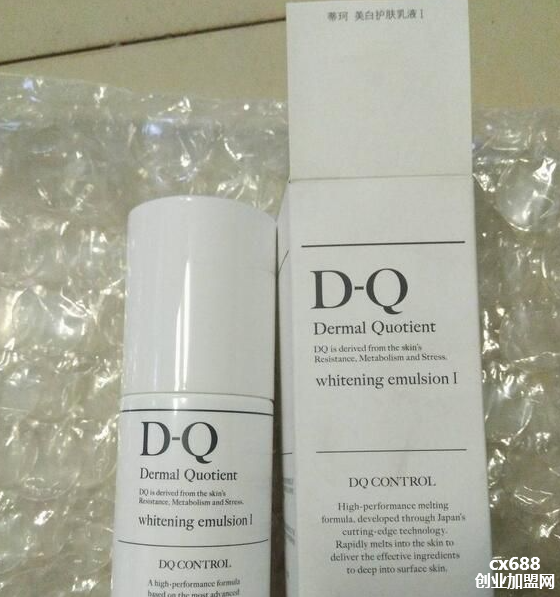 蒂珂 美白护肤乳液 I
D-Q
Dermal Quotient
DQ is derived from the skin's
Resistance, Metabolism and Stress.
whitening emulsion I
DQ CONTROL
High-performance melting
formula, developed through Japan's
cutting-edge technology.
Rapidly melts into the skin to
deliver the effective ingredients
to deep into surface skin.
D-Q
Dermal Quotient
DQ is derived from the skin's
Resistance, Metabolism and Stress.
whitening emulsion I
DQ CONTROL
A high-performance formula
based on the most advanced
cx688
创业加盟网